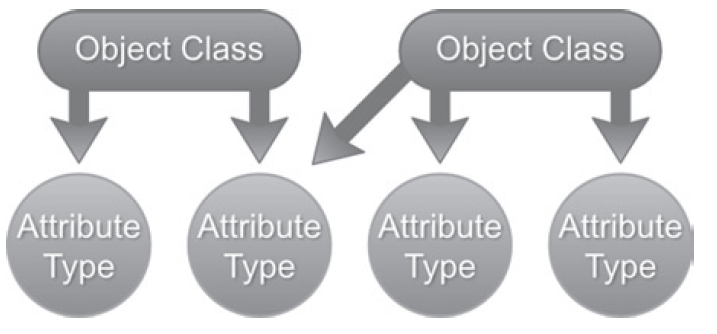 Object Class
Object Class
Attribute
Type
Attribute
Type
Attribute
Type
Attribute
Type